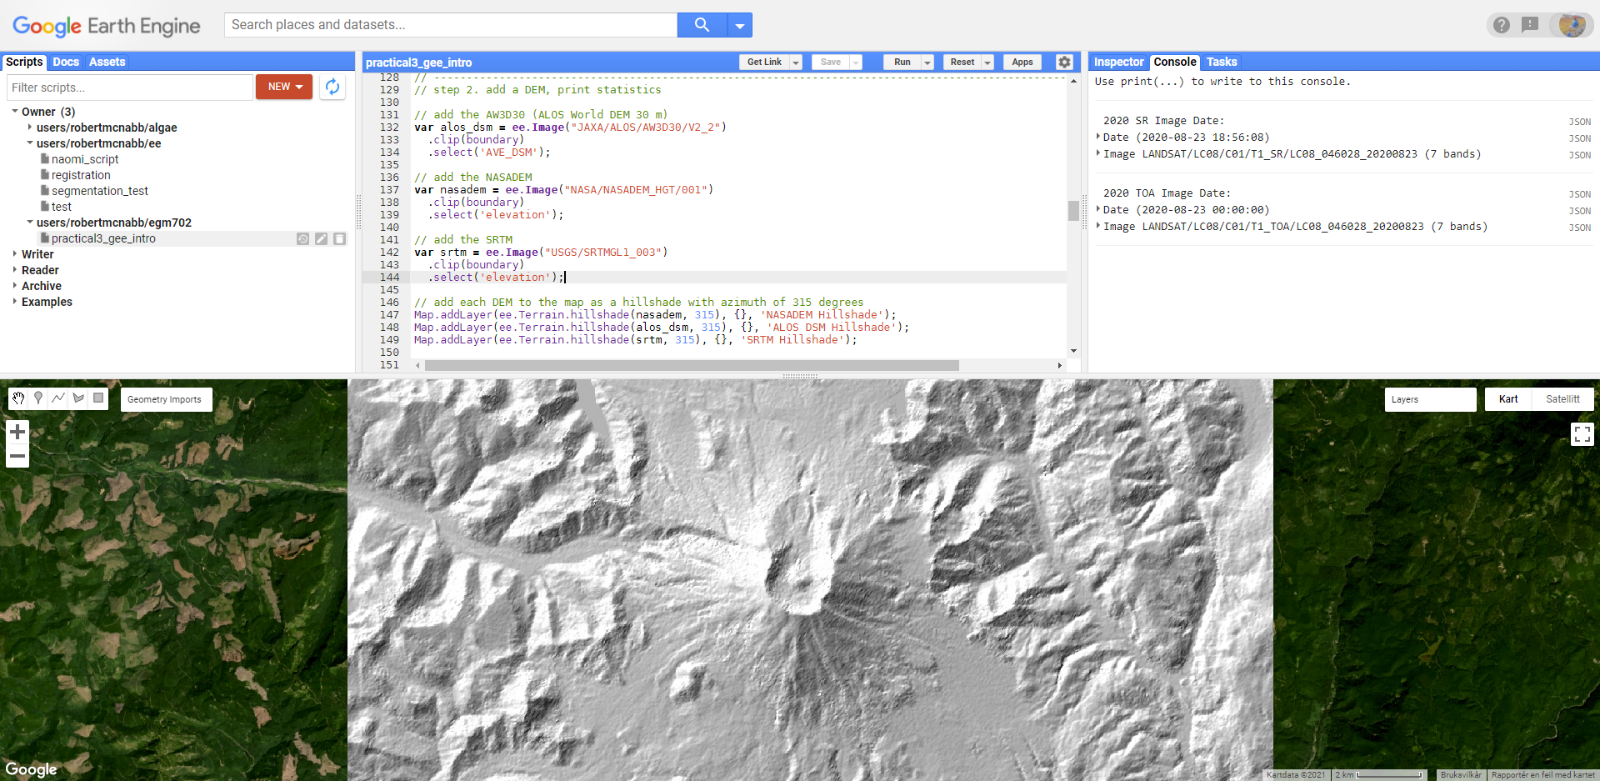 Google Earth Engine
Search places and datasets...
Scripts Docs Assets
Filter scripts...
NEW
Owner (3)
users/robertmcnabb/algae
users/robertmcnabb/ee
naomi_script
registration
segmentation_test
test
users/robertmcnabb/egm702
practical3_gee_intro
Writer
Reader
Archive
Examples
practical3_gee_intro
Get Link Save Run Reset Apps
128 // ----------------------------------------------------------------------------------------------------
129 // step 2. add a DEM, print statistics
130
131 // add the AW3D30 (ALOS World DEM 30 m)
132 var alos_dsm = ee.Image("JAXA/ALOS/AW3D30/V2_2")
133 .clip(boundary)
134 .select('AVE_DSM');
135
136 // add the NASADEM
137 var nasadem = ee.Image("NASA/NASADEM_HGT/001")
138 .clip(boundary)
139 .select('elevation');
140
141 // add the SRTM
142 var srtm = ee.Image("USGS/SRTMGL1_003")
143 .clip(boundary)
144 .select('elevation');
145
146 // add each DEM to the map as a hillshade with azimuth of 315 degrees
147 Map.addLayer(ee.Terrain.hillshade(nasadem, 315), {}, 'NASADEM Hillshade');
148 Map.addLayer(ee.Terrain.hillshade(alos_dsm, 315), {}, 'ALOS DSM Hillshade');
149 Map.addLayer(ee.Terrain.hillshade(srtm, 315), {}, 'SRTM Hillshade');
150
151
Inspector Console Tasks
Use print(...) to write to this console.
2020 SR Image Date: JSON
Date (2020-08-23 18:56:08) JSON
Image LANDSAT/LC08/C01/T1_SR/LC08_046028_20200823 (7 bands) JSON
2020 TOA Image Date: JSON
Date (2020-08-23 00:00:00) JSON
Image LANDSAT/LC08/C01/T1_TOA/LC08_046028_20200823 (7 bands) JSON
Geometry Imports
Layers
Kart Satellitt
Google
Kartdata ©2021 2 km Bruksvilkår Rapportér en feil med kartet